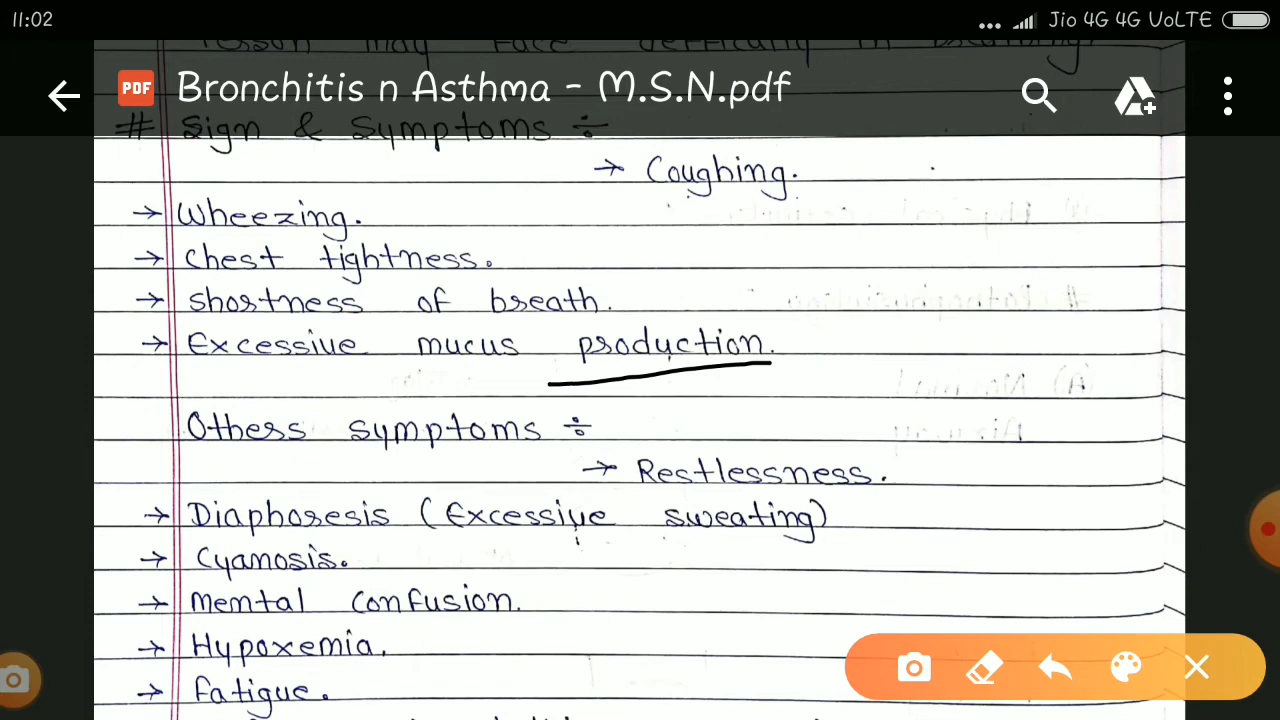 11:02
... Jio 4G 4G VoLTE
PDF Bronchitis n Asthma - M.S.N.pdf
# Sign & Symptoms ÷
→ Coughing.
→ Wheezing.
→ Chest tightness.
→ shortness of breath.
→ Excessive mucus production.
Others symptoms ÷
→ Restlessness.
→ Diaphoresis (Excessive sweating)
→ Cyanosis.
→ Mental Confusion.
→ Hypoxemia.
→ fatigue.